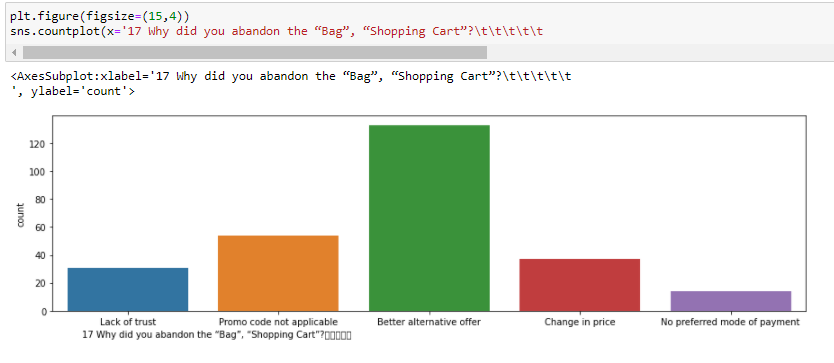 plt.figure(figsize=(15,4))
sns.countplot(x='17 Why did you abandon the “Bag”, “Shopping Cart”?\t\t\t\t\t
<AxesSubplot:xlabel='17 Why did you abandon the “Bag”, “Shopping Cart”?\t\t\t\t\t
', ylabel='count'>
120
100
80
60
40
20
0
count
Lack of trust Promo code not applicable Better alternative offer Change in price No preferred mode of payment
17 Why did you abandon the “Bag”, “Shopping Cart”?▯▯▯▯▯